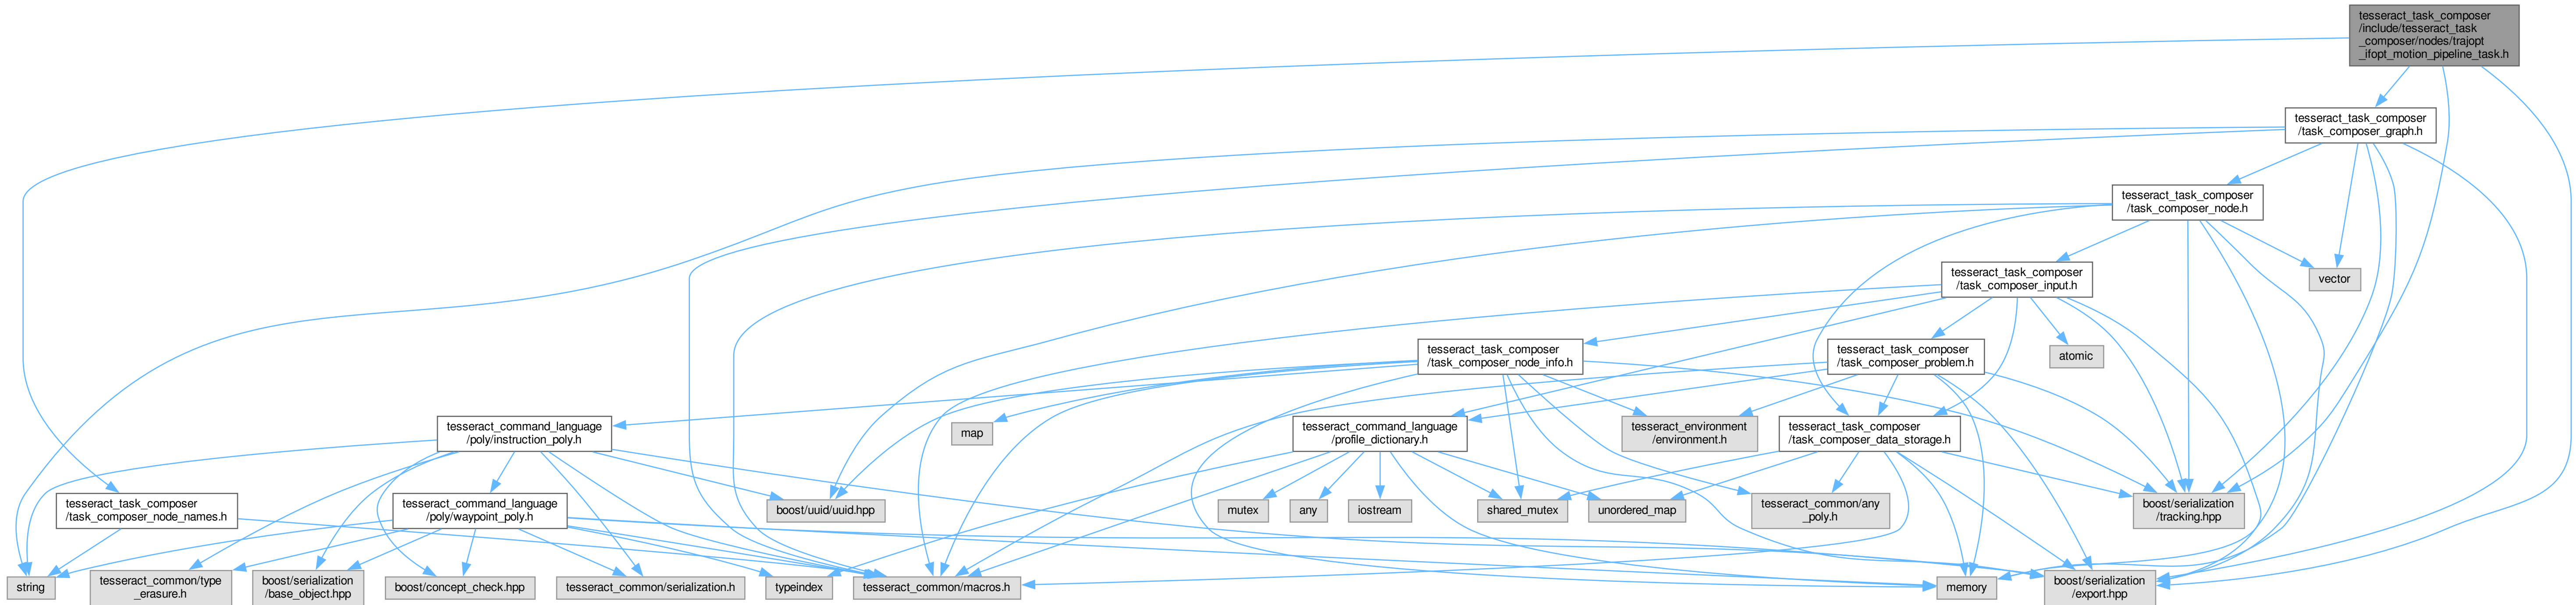 tesseract_task_composer
/include/tesseract_task
_composer/nodes/trajopt
_ifopt_motion_pipeline_task.h
tesseract_task_composer
/task_composer_graph.h
tesseract_task_composer
/task_composer_node.h
tesseract_task_composer
/task_composer_input.h
vector
tesseract_task_composer
/task_composer_node_info.h
tesseract_task_composer
/task_composer_problem.h
atomic
tesseract_command_language
/poly/instruction_poly.h
map
tesseract_command_language
/profile_dictionary.h
tesseract_environment
/environment.h
tesseract_task_composer
/task_composer_data_storage.h
tesseract_task_composer
/task_composer_node_names.h
tesseract_command_language
/poly/waypoint_poly.h
boost/uuid/uuid.hpp
mutex
any
iostream
shared_mutex
unordered_map
tesseract_common/any
_poly.h
boost/serialization
/tracking.hpp
string
tesseract_common/type
_erasure.h
boost/serialization
/base_object.hpp
boost/concept_check.hpp
tesseract_common/serialization.h
typeindex
tesseract_common/macros.h
memory
boost/serialization
/export.hpp